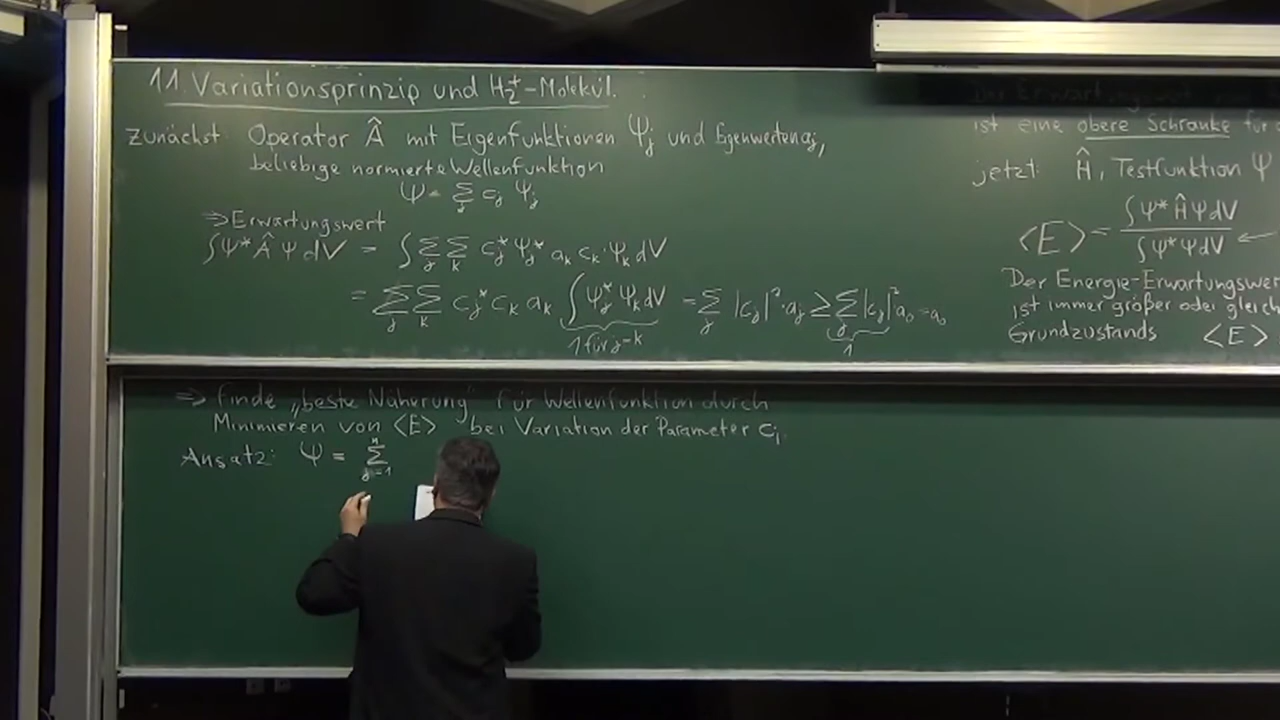 11. Variationsprinzip und H₂⁺-Molekül.
Zunächst: Operator Â mit Eigenfunktionen Ψⱼ und Eigenwerten aⱼ,
beliebige normierte Wellenfunktion
Ψ = Σⱼ cⱼ Ψⱼ
⇒ Erwartungswert
∫Ψ* Â Ψ dV = ∫ Σⱼ Σₖ cⱼ* Ψⱼ* aₖ cₖ · Ψₖ dV
= Σⱼ Σₖ cⱼ* cₖ aₖ ∫Ψⱼ* Ψₖ dV = Σⱼ |cⱼ|² · aⱼ ≥ Σⱼ |cⱼ|² a₀ = a₀
1 für j=k 1
Der Erwartungswert
ist eine obere Schranke für
jetzt: Ĥ, Testfunktion Ψ
<E> = ∫Ψ* Ĥ Ψ dV / ∫Ψ* Ψ dV ←
Der Energie-Erwartungswer
ist immer größer oder gleich
Grundzustands <E> ≥
⇒ finde „beste Näherung" für Wellenfunktion durch
Minimieren von <E> bei Variation der Parameter cⱼ.
Ansatz: Ψ = Σⱼ₌₁ⁿ